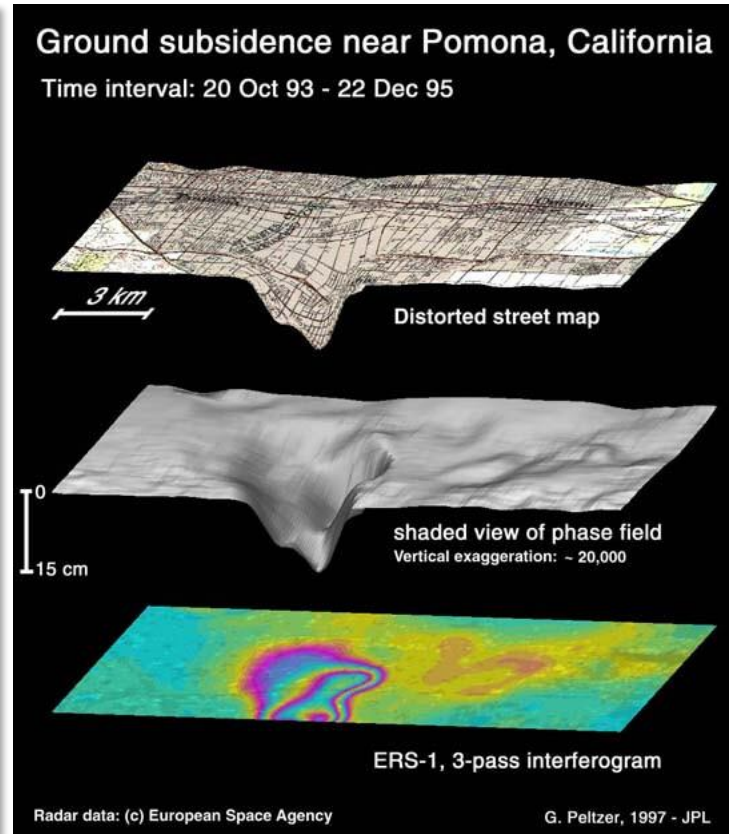 Ground subsidence near Pomona, California
Time interval: 20 Oct 93 - 22 Dec 95
3 km
Distorted street map
0
15 cm
shaded view of phase field
Vertical exaggeration: ~ 20,000
ERS-1, 3-pass interferogram
Radar data: (c) European Space Agency
G. Peltzer, 1997 - JPL